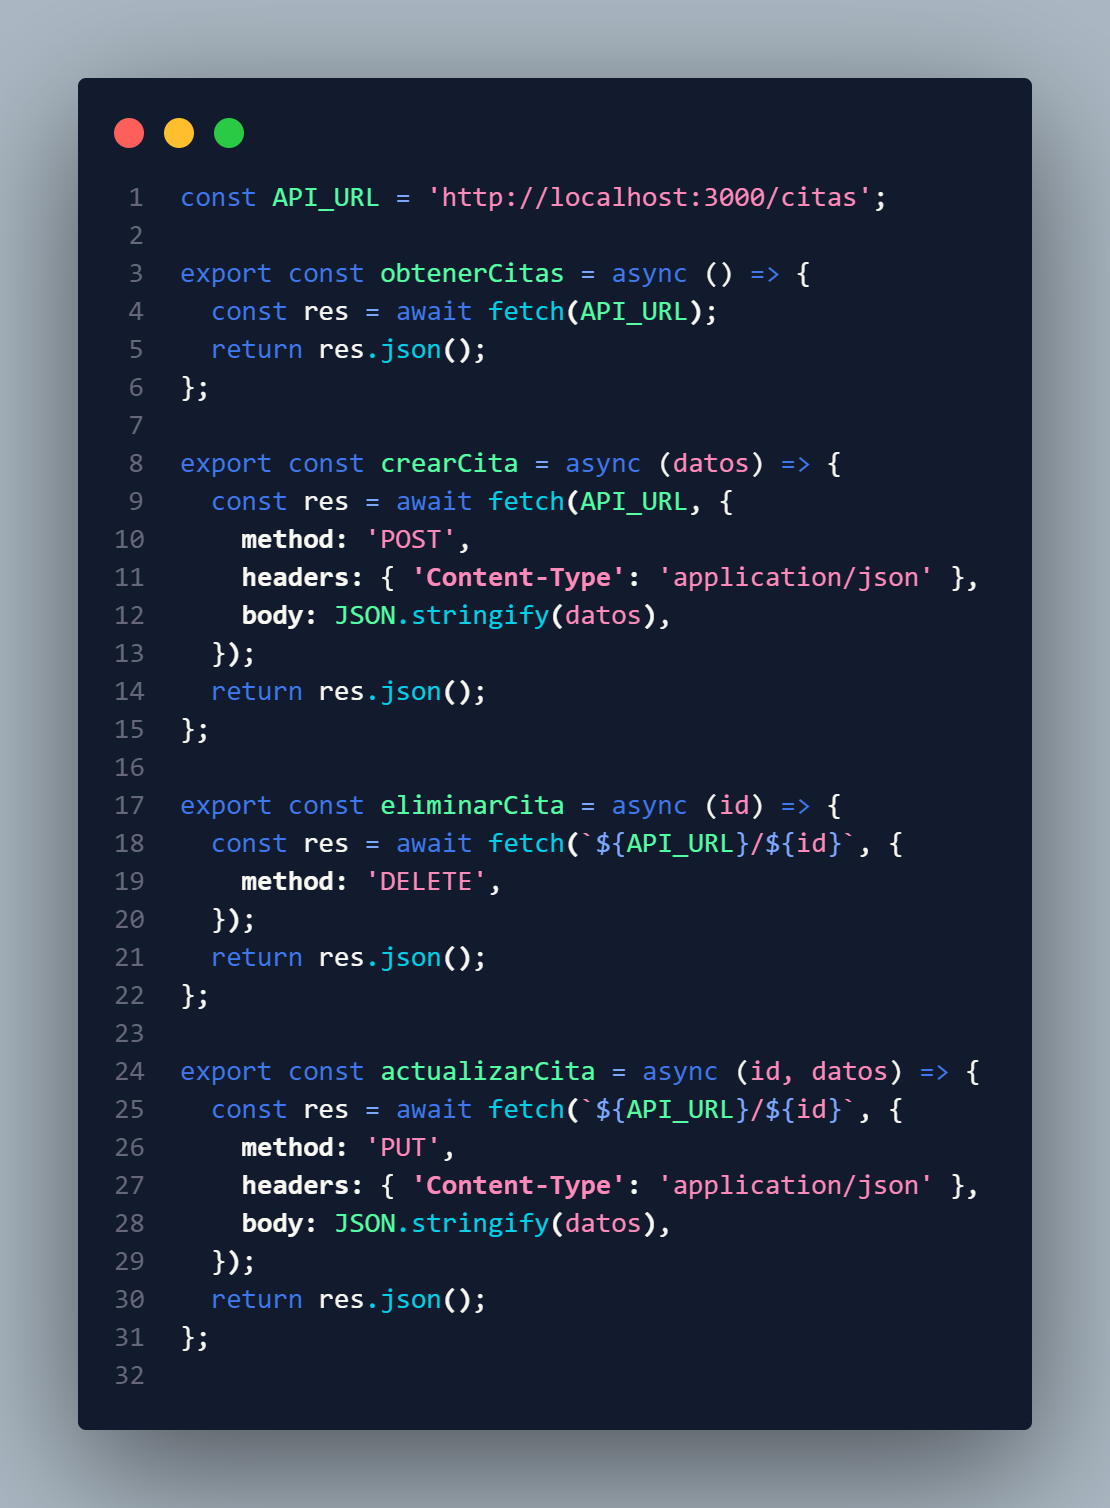 1 const API_URL = 'http://localhost:3000/citas';
2
3 export const obtenerCitas = async () => {
4   const res = await fetch(API_URL);
5   return res.json();
6 };
7
8 export const crearCita = async (datos) => {
9   const res = await fetch(API_URL, {
10     method: 'POST',
11     headers: { 'Content-Type': 'application/json' },
12     body: JSON.stringify(datos),
13   });
14   return res.json();
15 };
16
17 export const eliminarCita = async (id) => {
18   const res = await fetch(`${API_URL}/${id}`, {
19     method: 'DELETE',
20   });
21   return res.json();
22 };
23
24 export const actualizarCita = async (id, datos) => {
25   const res = await fetch(`${API_URL}/${id}`, {
26     method: 'PUT',
27     headers: { 'Content-Type': 'application/json' },
28     body: JSON.stringify(datos),
29   });
30   return res.json();
31 };
32